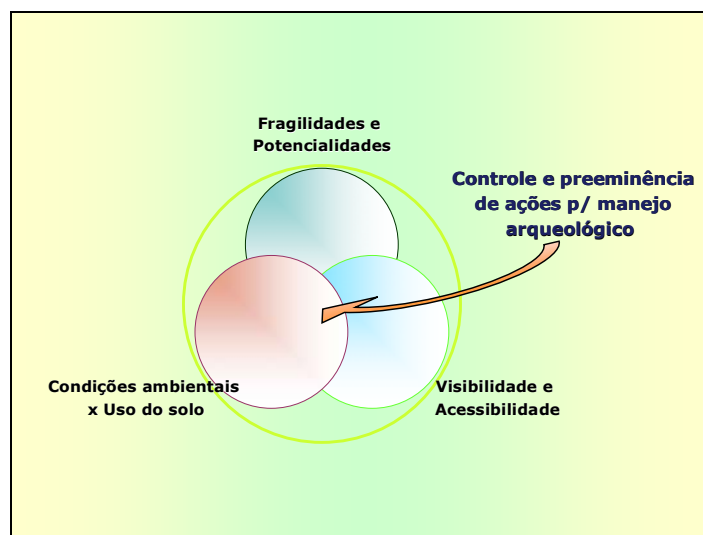 Fragilidades e
Potencialidades
Controle e preeminência
de ações p/ manejo
arqueológico
Condições ambientais
x Uso do solo
Visibilidade e
Acessibilidade